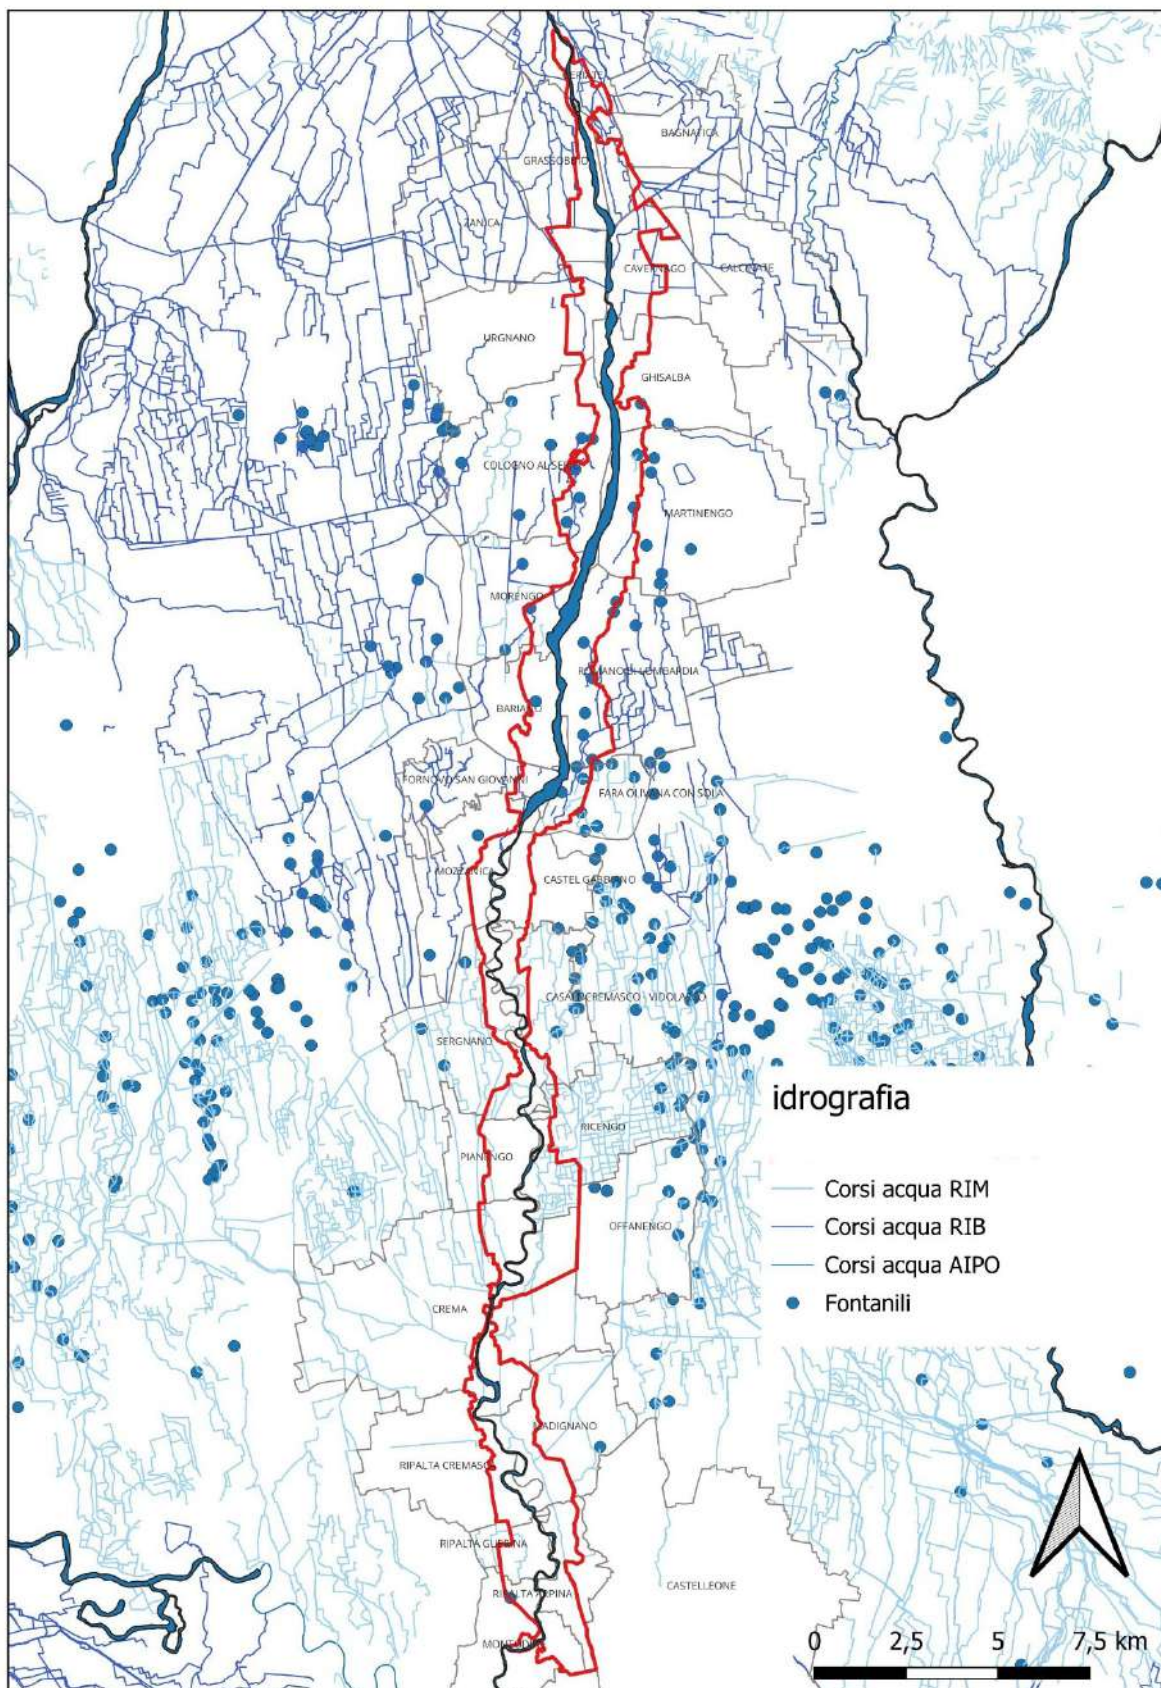 SERIATE
BAGNATICA
GRASSOBBIO
ZANICA
CAVERNAGO
CALCINATE
URGNANO
GHISALBA
COLOGNO AL SERIO
MARTINENGO
MORENGO
ROMANO DI LOMBARDIA
BARIANO
FORNOVO SAN GIOVANNI
FARA OLIVANA CON SOLA
MOZZANICA
CASTEL GABBIANO
CASALE CREMASCO - VIDOLASCO
SERGNANO
idrografia
RICENGO
PIANENGO
Corsi acqua RIM
OFFANENGO
Corsi acqua RIB
Corsi acqua AIPO
Fontanili
CREMA
MADIGNANO
RIPALTA CREMASCA
RIPALTA GUERINA
CASTELLEONE
RIPALTA ARPINA
MONTODINE
0 2,5 5 7,5 km